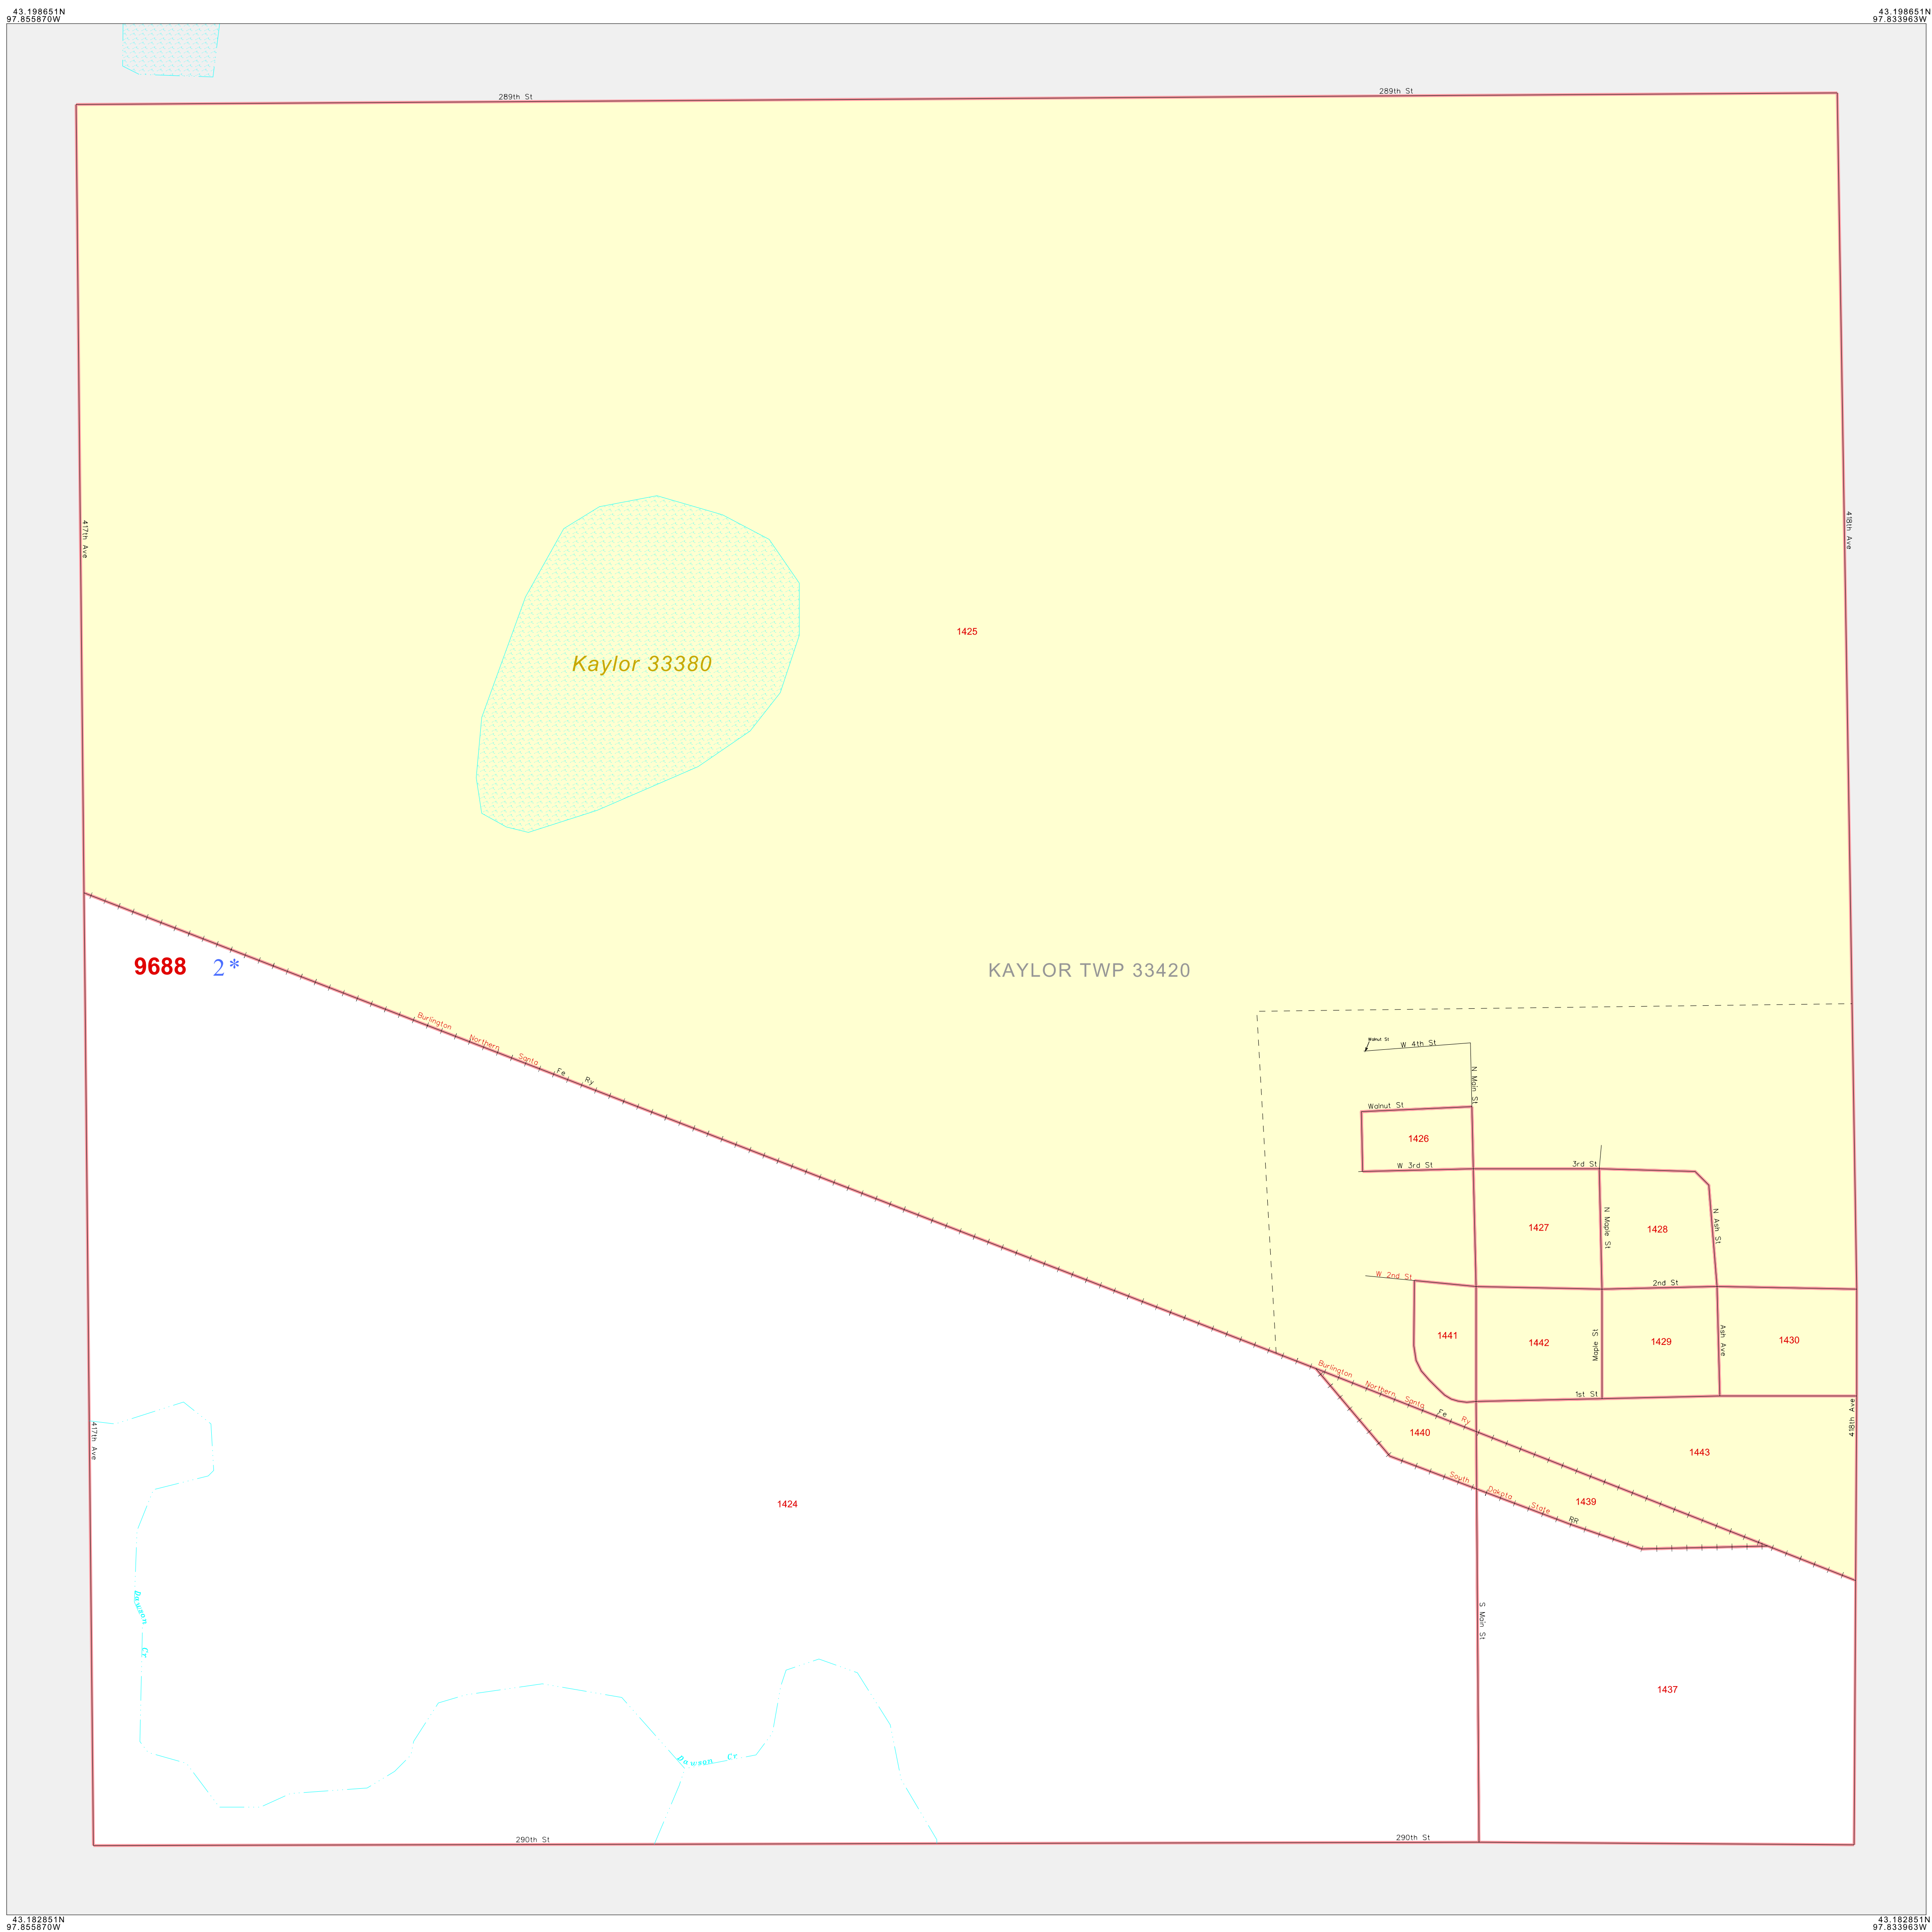 43.198651N
97.855870W
43.198651N
97.833963W
289th St
289th St
417th Ave
418th Ave
1425
Kaylor 33380
9688 2*
KAYLOR TWP 33420
Burlington Northern Santa Fe Ry
Walnut St
W 4th St
N Main St
Walnut St
1426
W 3rd St
3rd St
1427
N Maple St
1428
N Ash St
W 2nd St
2nd St
1441
1442
Maple St
1429
Ash Ave
1430
Burlington Northern Santa Fe Ry
1st St
418th Ave
417th Ave
1440
1443
South Dakota State RR
1439
1424
Dawson Cr
S Main St
1437
Dawson Cr
290th St
290th St
43.182851N
97.855870W
43.182851N
97.833963W